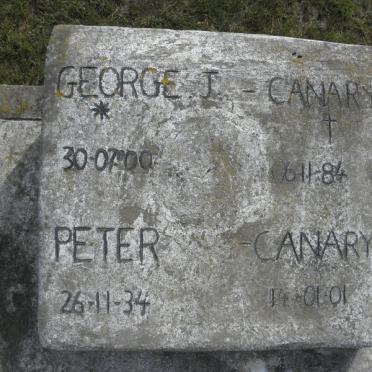 GEORGE J. - CANARY
* †
30-07-00 06-11-84
PETER - CANARY
26-11-34 14-01-01